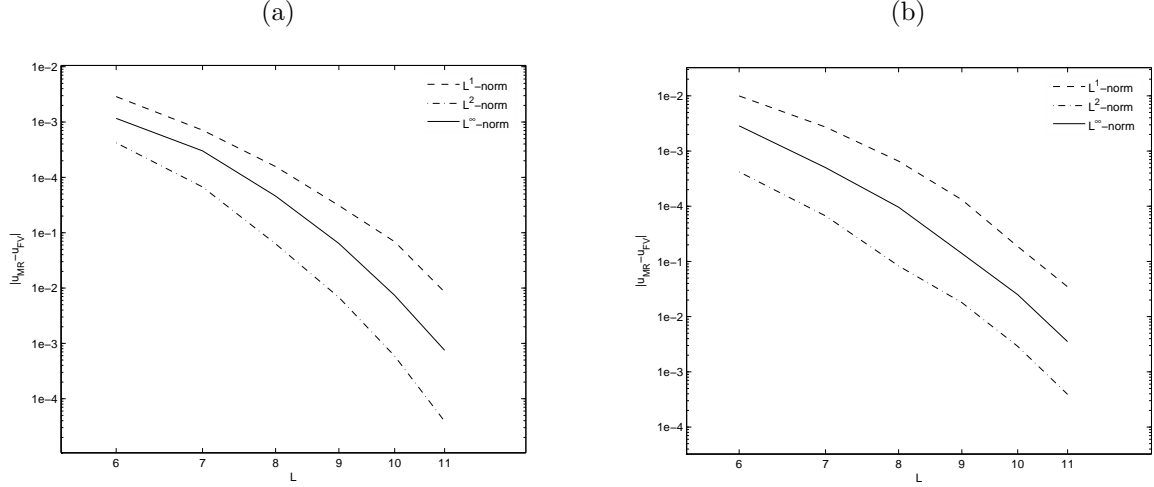 (a)
1e−2
1e−3
1e−4
1e−1
1e−2
1e−3
1e−4
|u_MR−u_FV|
6 7 8 9 10 11
L
L^1−norm
L^2−norm
L^∞−norm
(b)
1e−2
1e−3
1e−4
1e−1
1e−2
1e−3
1e−4
|u_MR−u_FV|
6 7 8 9 10 11
L
L^1−norm
L^2−norm
L^∞−norm